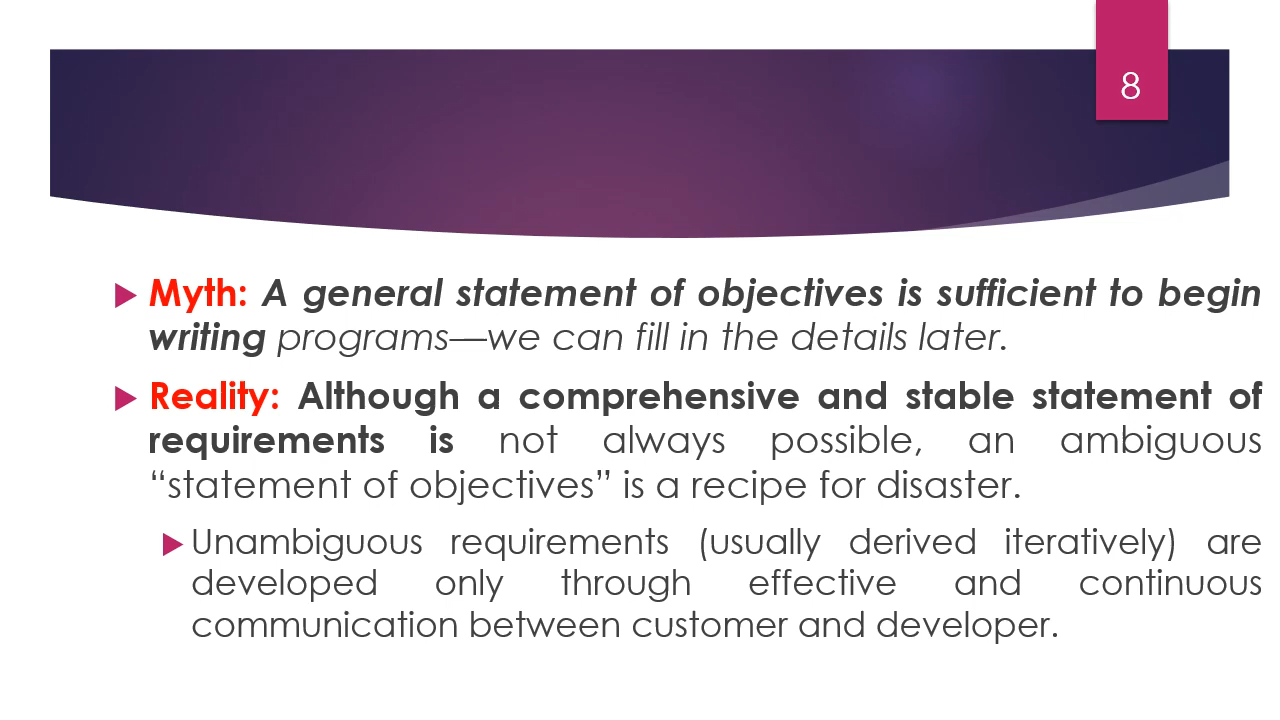 8
Myth: A general statement of objectives is sufficient to begin
writing programs—we can fill in the details later.
Reality: Although a comprehensive and stable statement of
requirements is not always possible, an ambiguous
“statement of objectives” is a recipe for disaster.
Unambiguous requirements (usually derived iteratively) are
developed only through effective and continuous
communication between customer and developer.